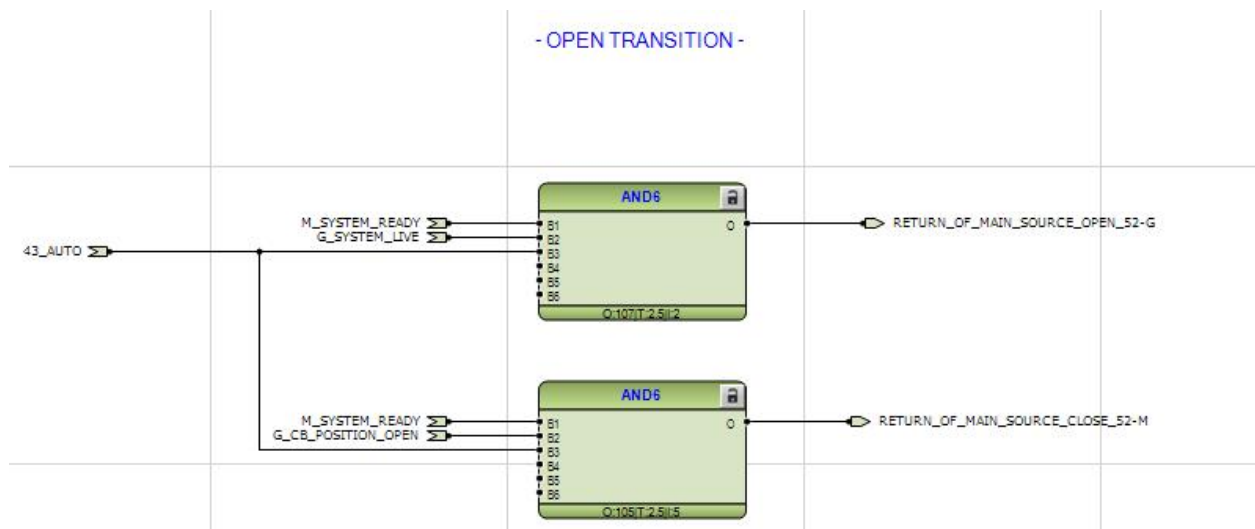 - OPEN TRANSITION -
AND6
M_SYSTEM_READY
B1
O
RETURN_OF_MAIN_SOURCE_OPEN_52-G
G_SYSTEM_LIVE
B2
43_AUTO
B3
B4
B5
B6
O:107|T:2.5|I:2
AND6
M_SYSTEM_READY
B1
O
RETURN_OF_MAIN_SOURCE_CLOSE_52-M
G_CB_POSITION_OPEN
B2
B3
B4
B5
B6
O:105|T:2.5|I:5